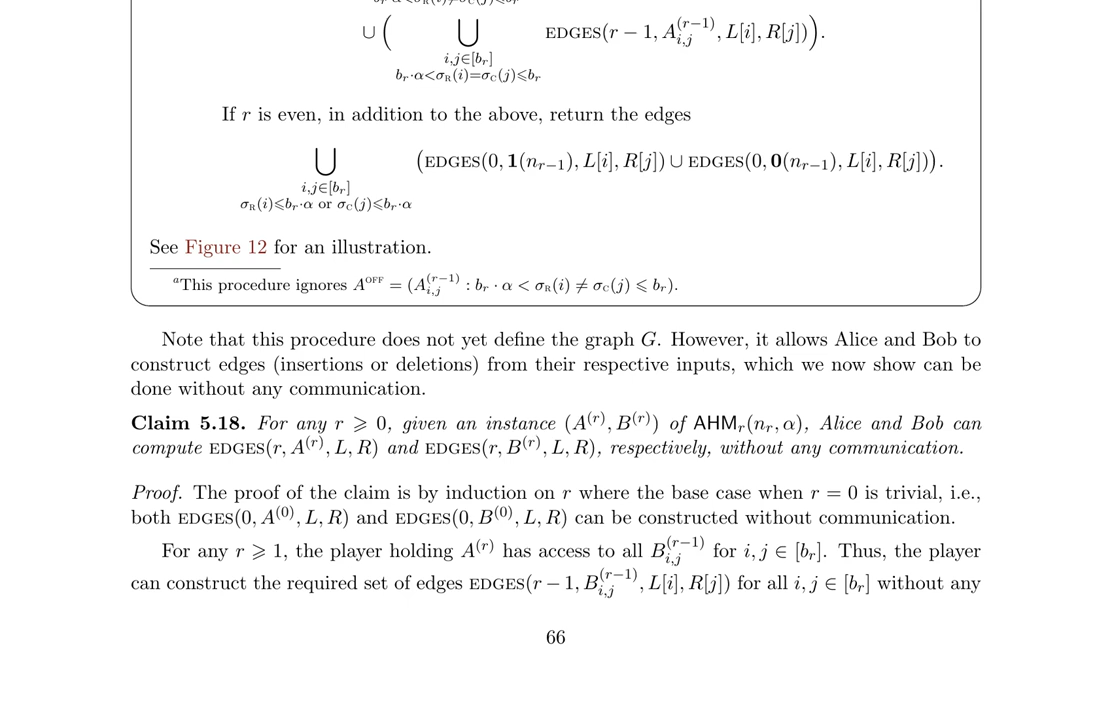 ∪ ( ⋃ EDGES(r − 1, A_{i,j}^{(r−1)}, L[i], R[j]) ).
i,j∈[b_r]
b_r·α<σ_R(i)=σ_C(j)⩽b_r
If r is even, in addition to the above, return the edges
⋃ (EDGES(0, 1(n_{r−1}), L[i], R[j]) ∪ EDGES(0, 0(n_{r−1}), L[i], R[j])).
i,j∈[b_r]
σ_R(i)⩽b_r·α or σ_C(j)⩽b_r·α
See Figure 12 for an illustration.
^a This procedure ignores A^{OFF} = (A_{i,j}^{(r−1)} : b_r · α < σ_R(i) ≠ σ_C(j) ⩽ b_r).
Note that this procedure does not yet define the graph G. However, it allows Alice and Bob to
construct edges (insertions or deletions) from their respective inputs, which we now show can be
done without any communication.
Claim 5.18. For any r ⩾ 0, given an instance (A^{(r)}, B^{(r)}) of AHM_r(n_r, α), Alice and Bob can
compute EDGES(r, A^{(r)}, L, R) and EDGES(r, B^{(r)}, L, R), respectively, without any communication.
Proof. The proof of the claim is by induction on r where the base case when r = 0 is trivial, i.e.,
both EDGES(0, A^{(0)}, L, R) and EDGES(0, B^{(0)}, L, R) can be constructed without communication.
For any r ⩾ 1, the player holding A^{(r)} has access to all B_{i,j}^{(r−1)} for i, j ∈ [b_r]. Thus, the player
can construct the required set of edges EDGES(r − 1, B_{i,j}^{(r−1)}, L[i], R[j]) for all i, j ∈ [b_r] without any
66